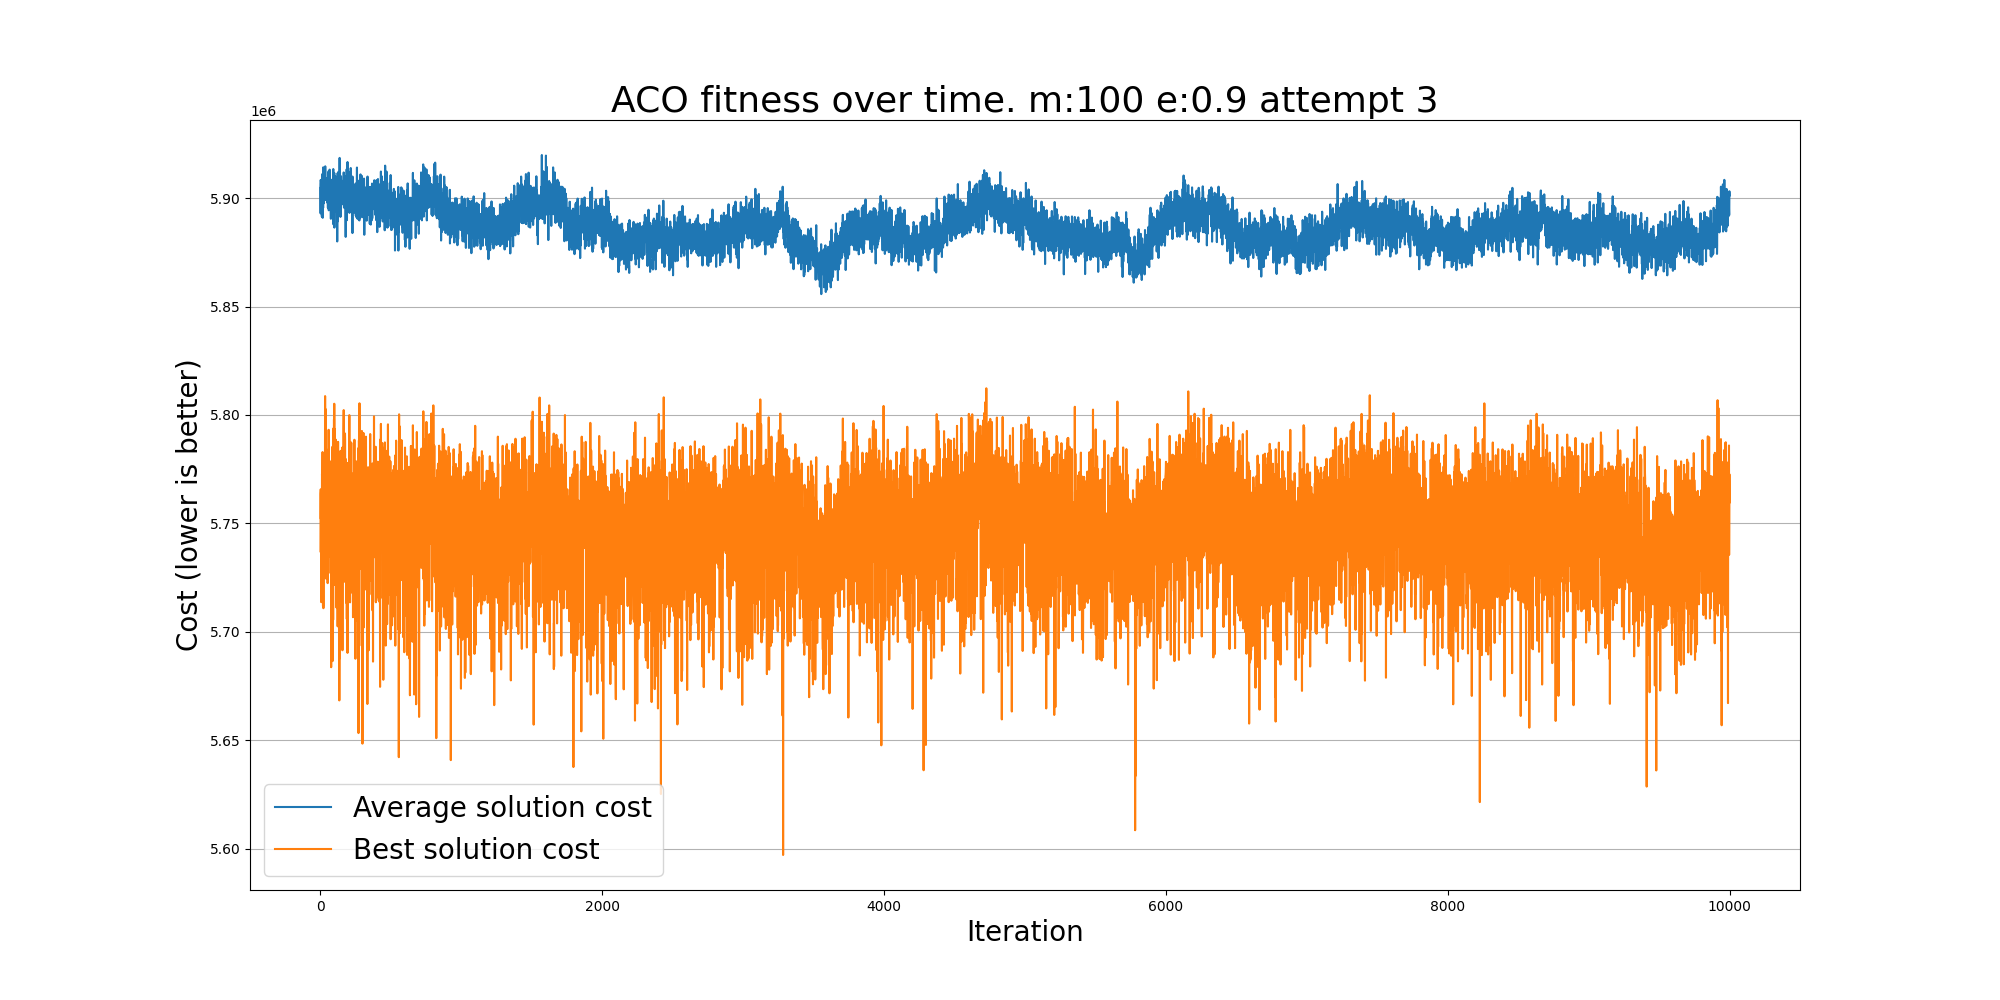 ACO fitness over time. m:100 e:0.9 attempt 3
1e6
5.90
5.85
5.80
5.75
5.70
5.65
5.60
Cost (lower is better)
Average solution cost
Best solution cost
0 2000 4000 6000 8000 10000
Iteration